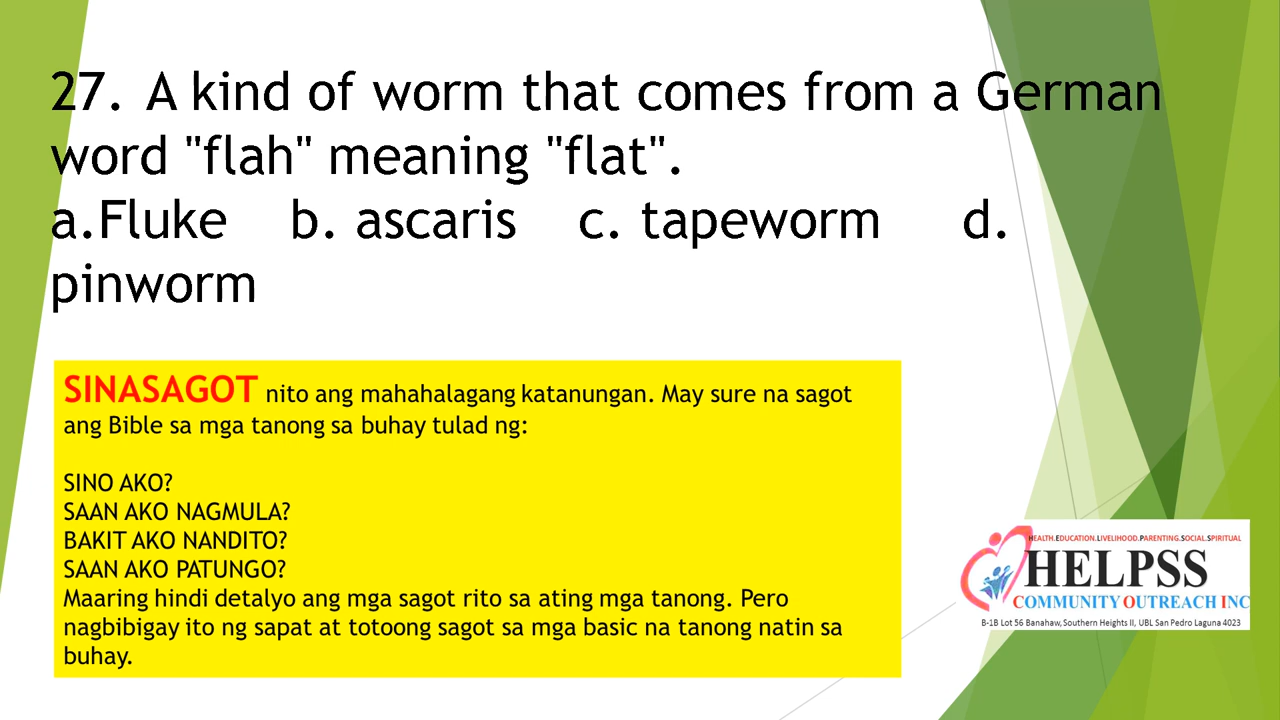 27. A kind of worm that comes from a German
word "flah" meaning "flat".
a.Fluke b. ascaris c. tapeworm d.
pinworm
SINASAGOT nito ang mahahalagang katanungan. May sure na sagot
ang Bible sa mga tanong sa buhay tulad ng:
SINO AKO?
SAAN AKO NAGMULA?
BAKIT AKO NANDITO?
SAAN AKO PATUNGO?
Maaring hindi detalyo ang mga sagot rito sa ating mga tanong. Pero
nagbibigay ito ng sapat at totoong sagot sa mga basic na tanong natin sa
buhay.
HEALTH.EDUCATION.LIVELIHOOD.PARENTING.SOCIAL.SPIRITUAL
HELPSS
COMMUNITY OUTREACH INC
B-1B Lot 56 Banahaw, Southern Heights II, UBL San Pedro Laguna 4023